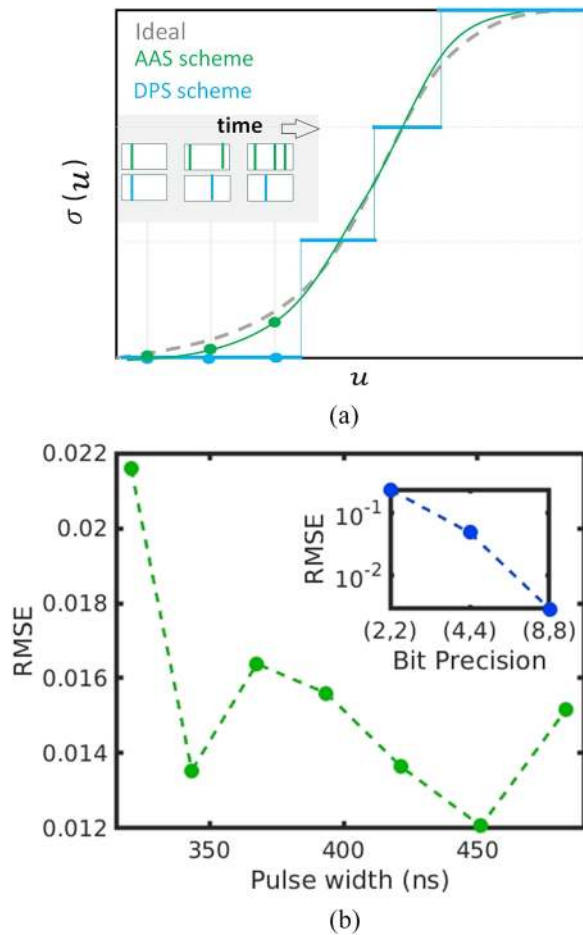 Ideal
AAS scheme
DPS scheme
time
σ(u)
u
(a)
0.022
0.02
0.018
0.016
0.014
0.012
RMSE
350
400
450
Pulse width (ns)
10⁻¹
10⁻²
RMSE
(2,2) (4,4) (8,8)
Bit Precision
(b)